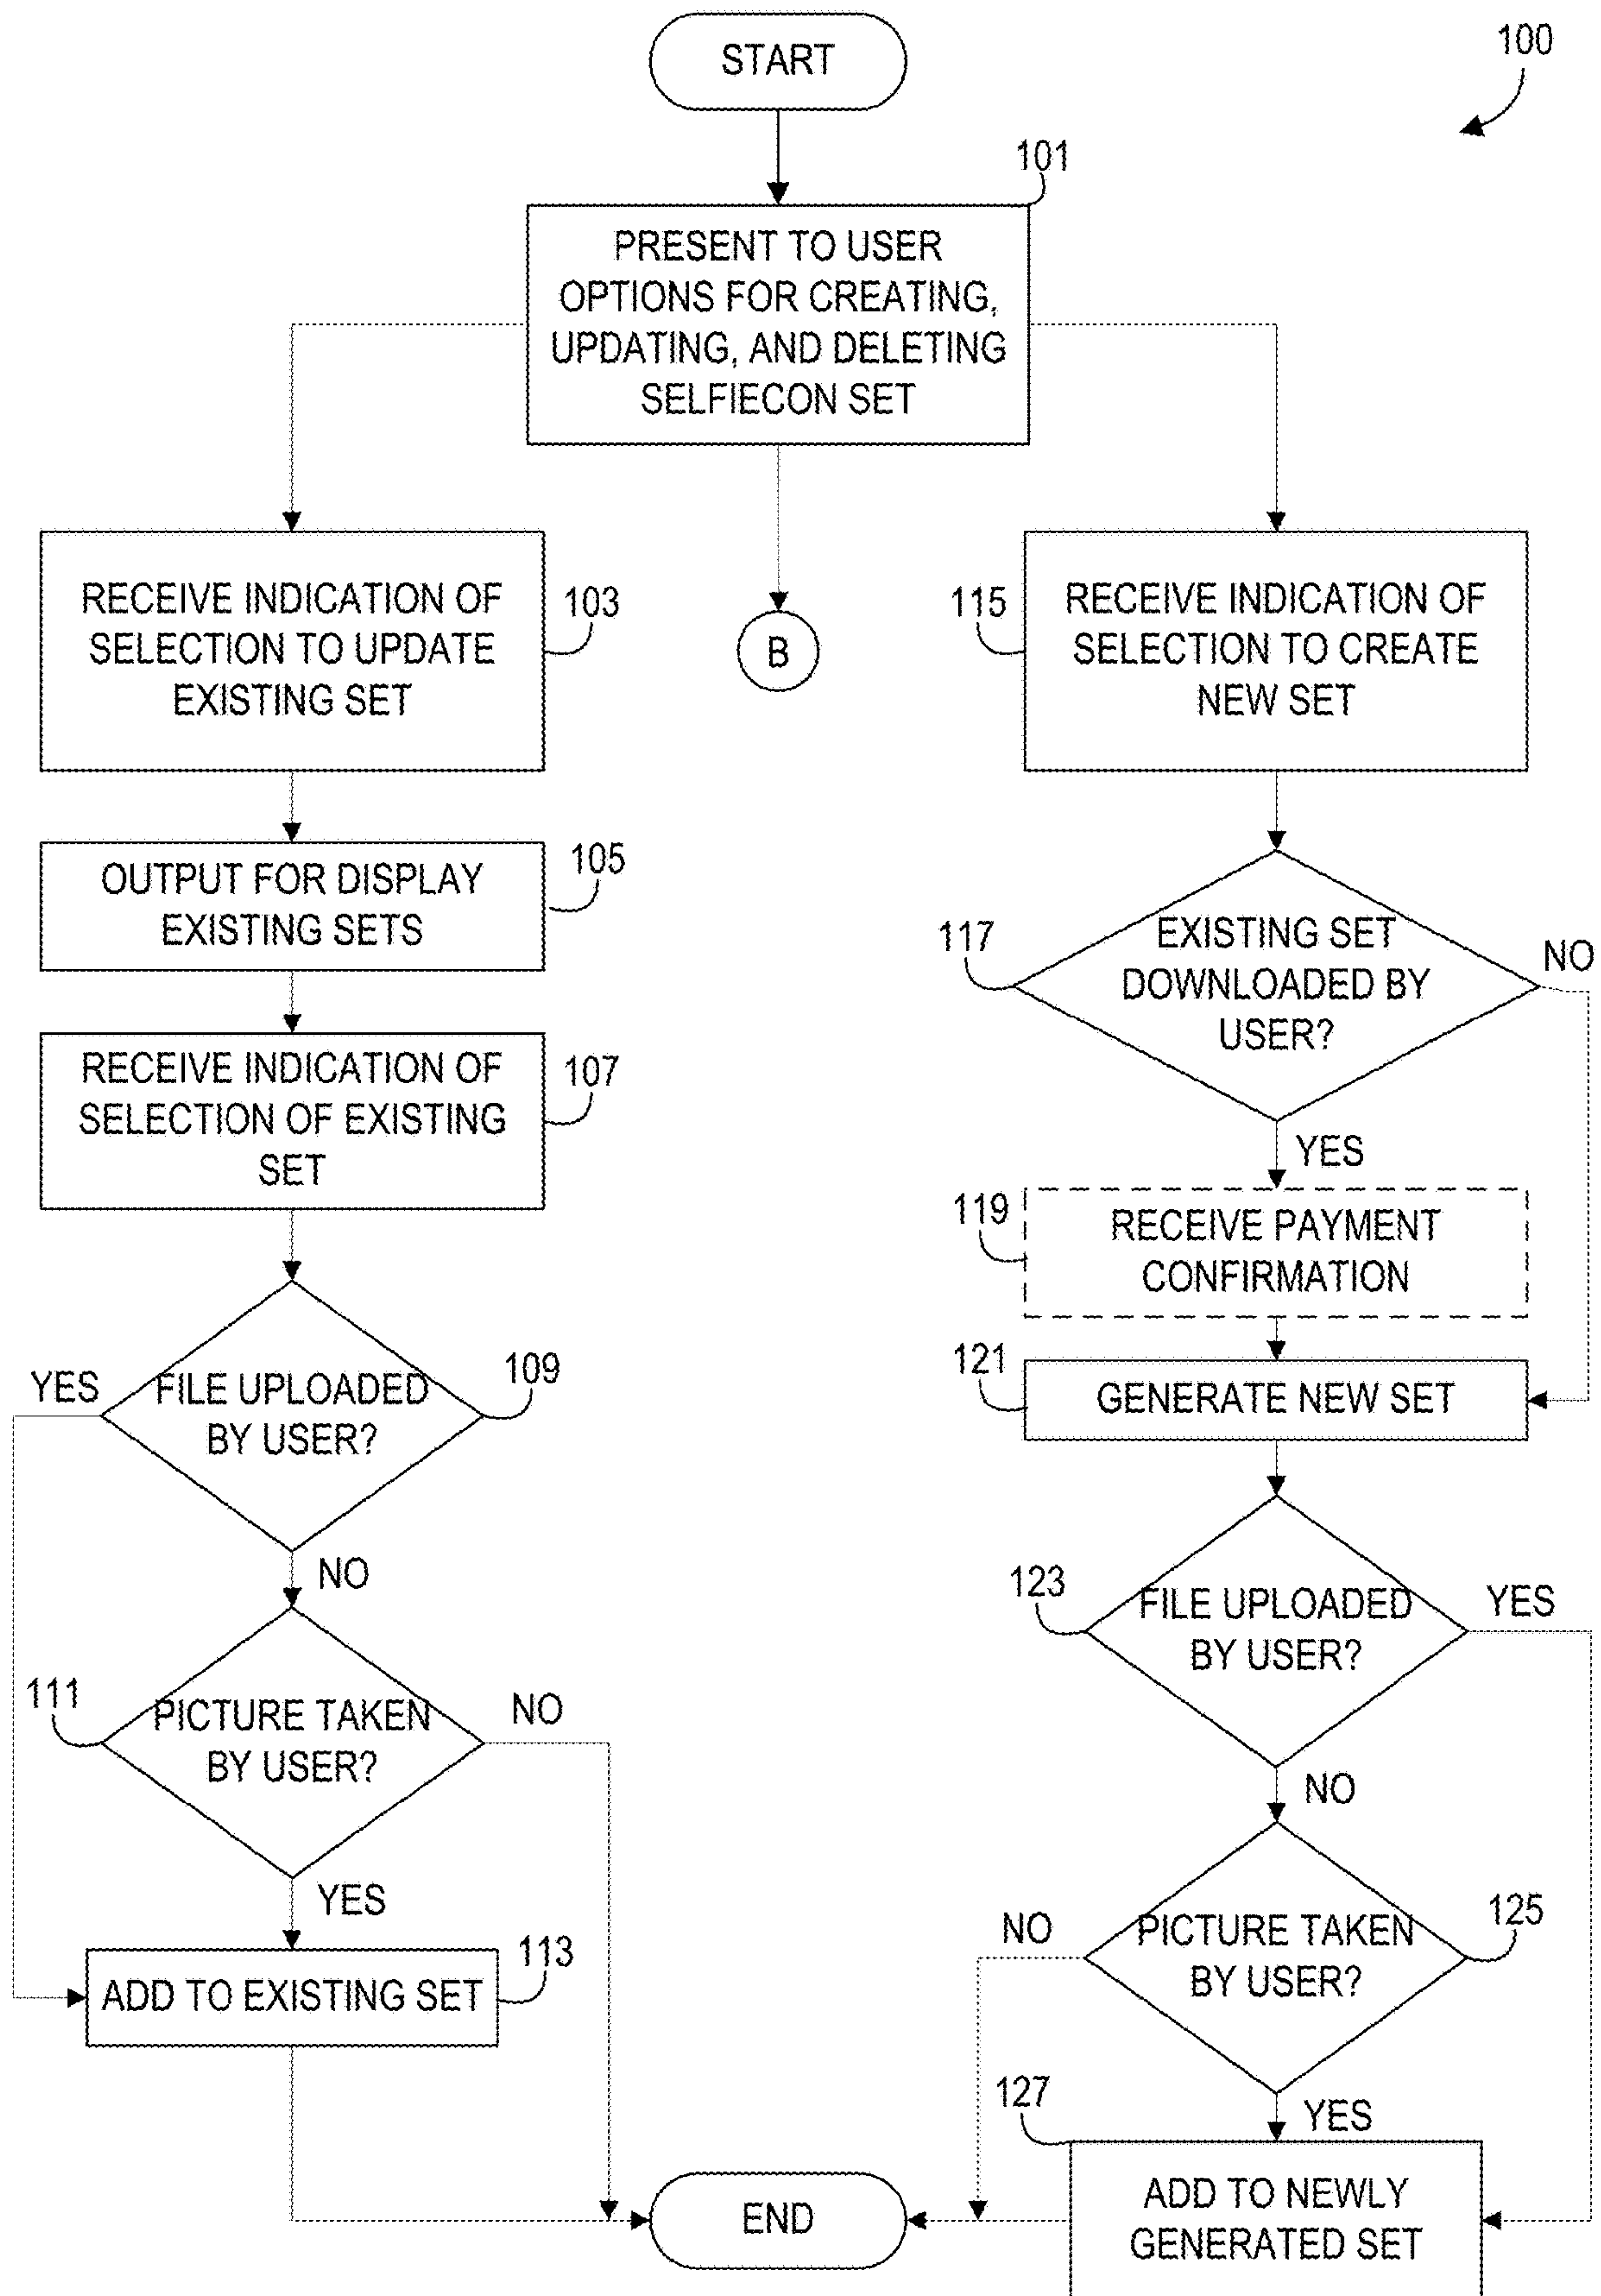 START
100
101
PRESENT TO USER
OPTIONS FOR CREATING,
UPDATING, AND DELETING
SELFIECON SET
RECEIVE INDICATION OF
SELECTION TO UPDATE
EXISTING SET
103
B
115
RECEIVE INDICATION OF
SELECTION TO CREATE
NEW SET
OUTPUT FOR DISPLAY
EXISTING SETS
105
RECEIVE INDICATION OF
SELECTION OF EXISTING
SET
107
117
EXISTING SET
DOWNLOADED BY
USER?
NO
YES
119
RECEIVE PAYMENT
CONFIRMATION
121
GENERATE NEW SET
YES
FILE UPLOADED
BY USER?
109
NO
123
FILE UPLOADED
BY USER?
YES
NO
111
PICTURE TAKEN
BY USER?
NO
YES
ADD TO EXISTING SET
113
NO
PICTURE TAKEN
BY USER?
125
YES
127
ADD TO NEWLY
GENERATED SET
END